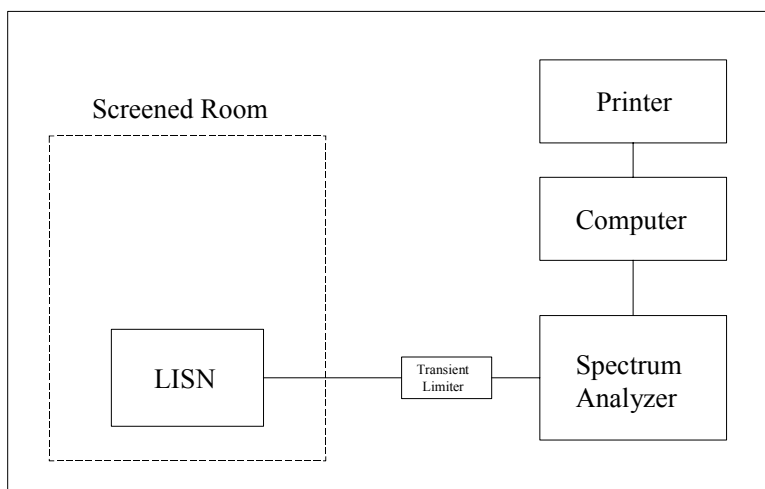 Screened Room
Printer
Computer
LISN
Transient
Limiter
Spectrum
Analyzer